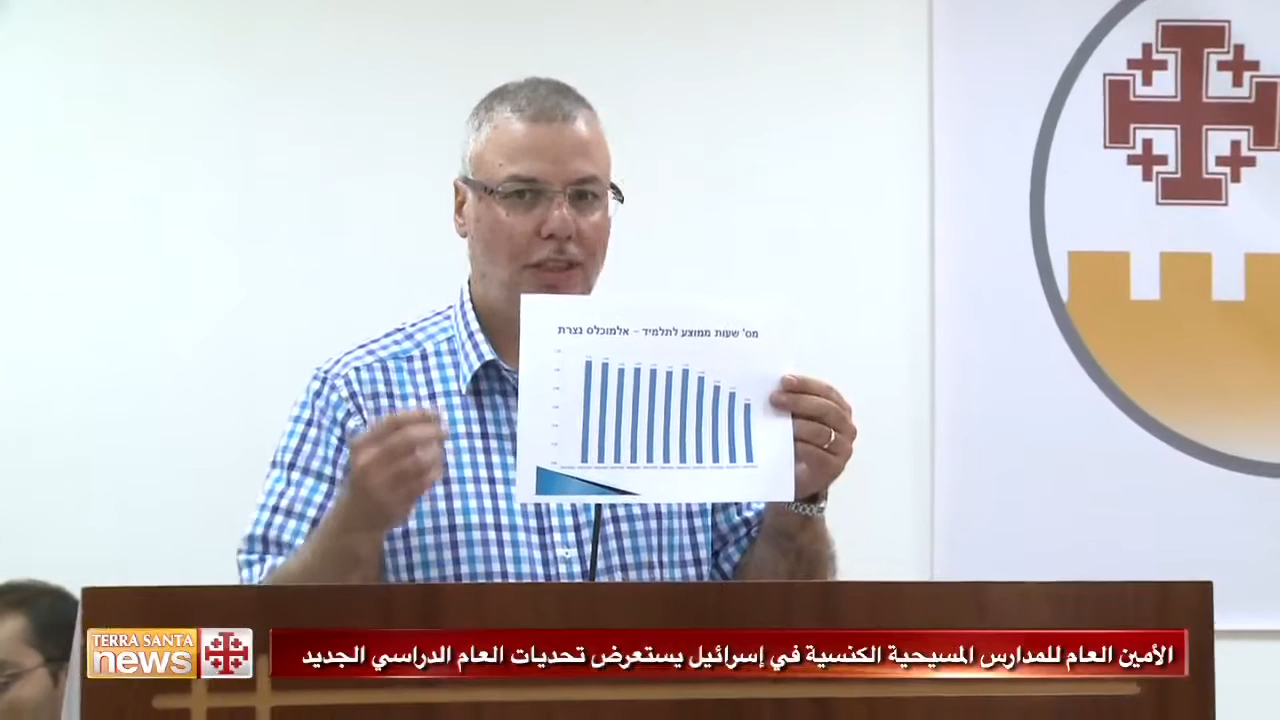 מס' שעות ממוצע לתלמיד - אלמוכלס נצרת
TERRA SANTA
news
الأمين العام للمدارس المسيحية الكنسية في إسرائيل يستعرض تحديات العام الدراسي الجديد